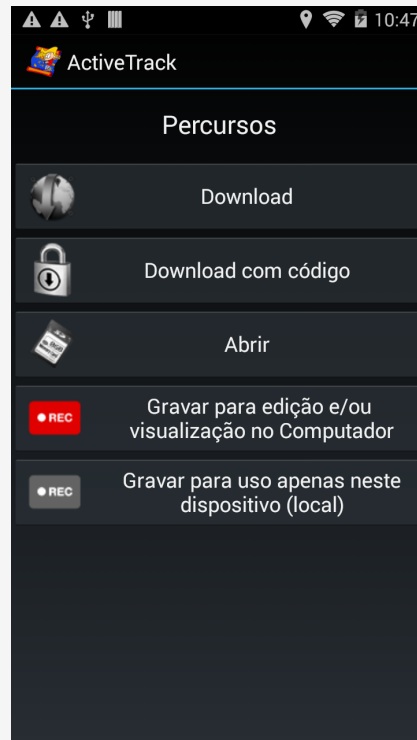 10:47
ActiveTrack
Percursos
Download
Download com código
Abrir
REC
Gravar para edição e/ou
visualização no Computador
REC
Gravar para uso apenas neste
dispositivo (local)